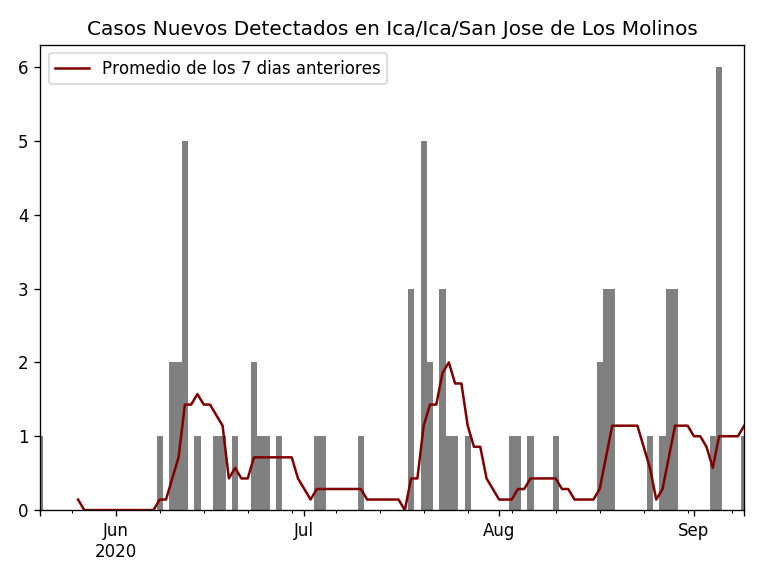 Casos Nuevos Detectados en Ica/Ica/San Jose de Los Molinos
Promedio de los 7 dias anteriores
6
5
4
3
2
1
0
Jun
2020
Jul
Aug
Sep